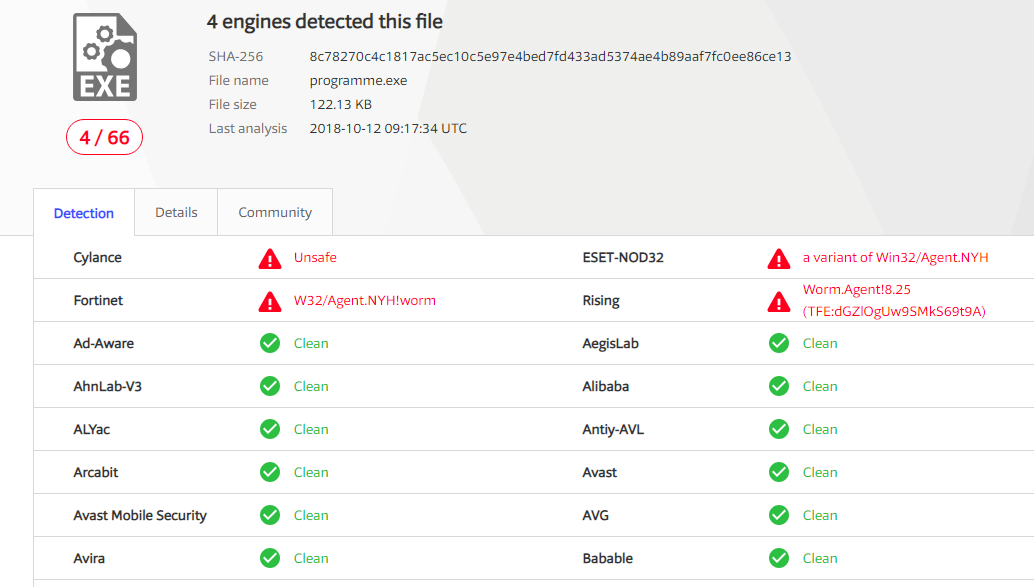 4 engines detected this file
EXE
SHA-256 8c78270c4c1817ac5ec10c5e97e4bed7fd433ad5374ae4b89aaf7fc0ee86ce13
File name programme.exe
File size 122.13 KB
Last analysis 2018-10-12 09:17:34 UTC
4 / 66
Detection Details Community
Cylance Unsafe ESET-NOD32 a variant of Win32/Agent.NYH
Fortinet W32/Agent.NYH!worm Rising Worm.Agent!8.25
(TFE:dGZlOgUw9SMkS69t9A)
Ad-Aware Clean AegisLab Clean
AhnLab-V3 Clean Alibaba Clean
ALYac Clean Antiy-AVL Clean
Arcabit Clean Avast Clean
Avast Mobile Security Clean AVG Clean
Avira Clean Babable Clean